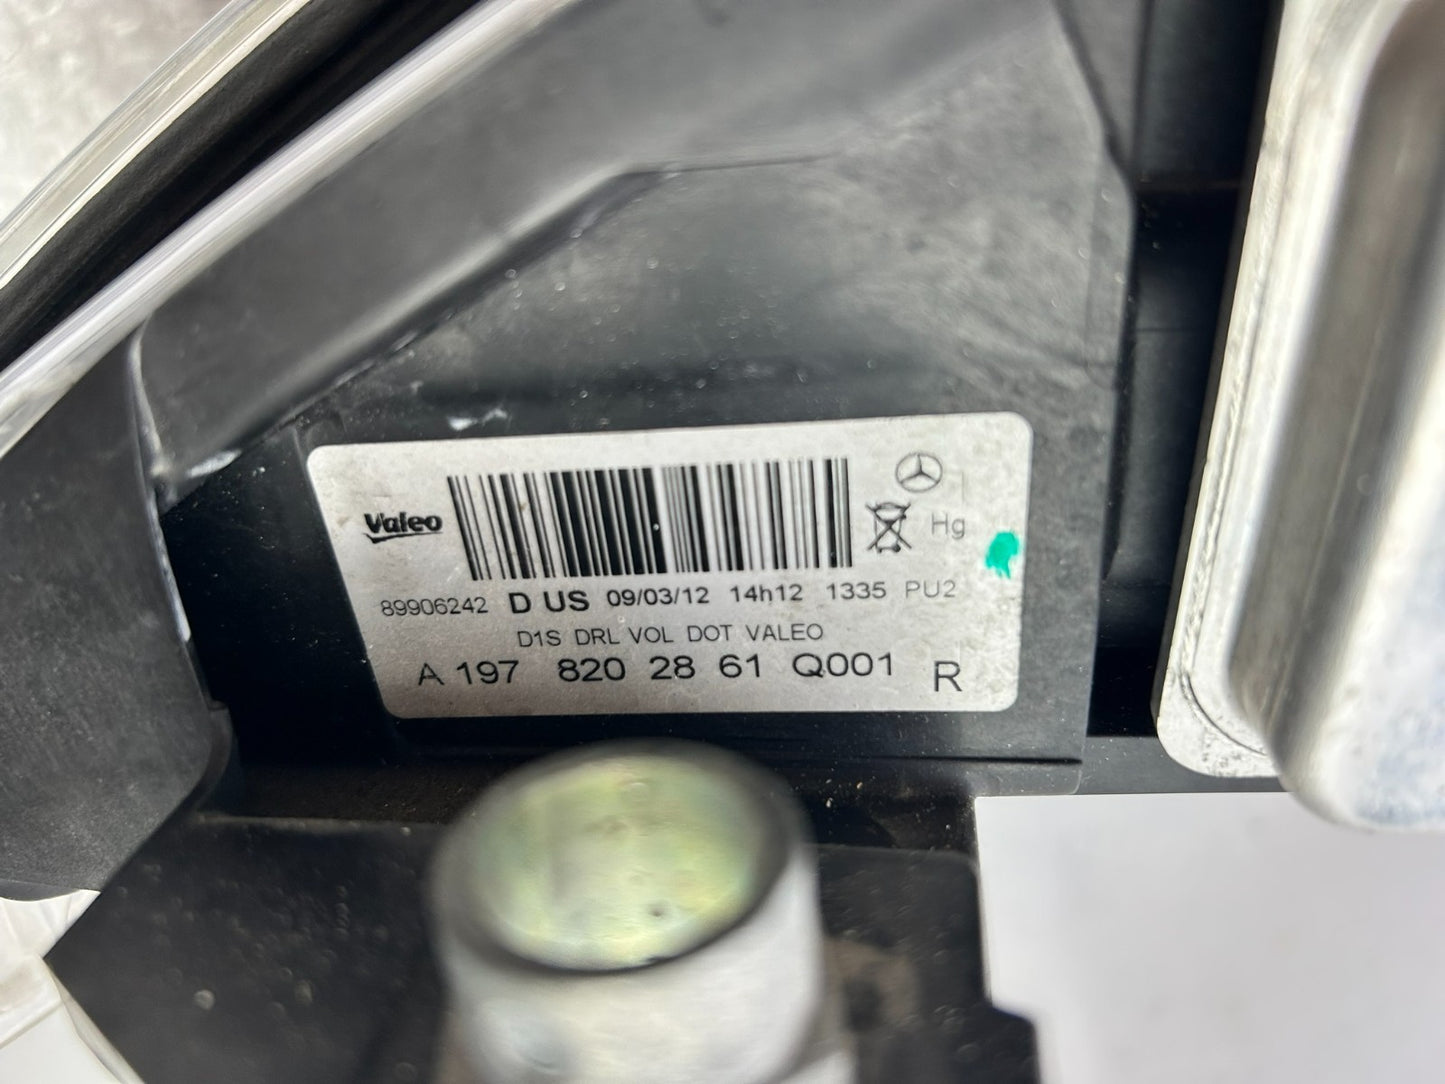 Valeo
Hg
89906242 D US 09/03/12 14h12 1335 PU2
D1S DRL VOL DOT VALEO
A 197 820 28 61 Q001 R